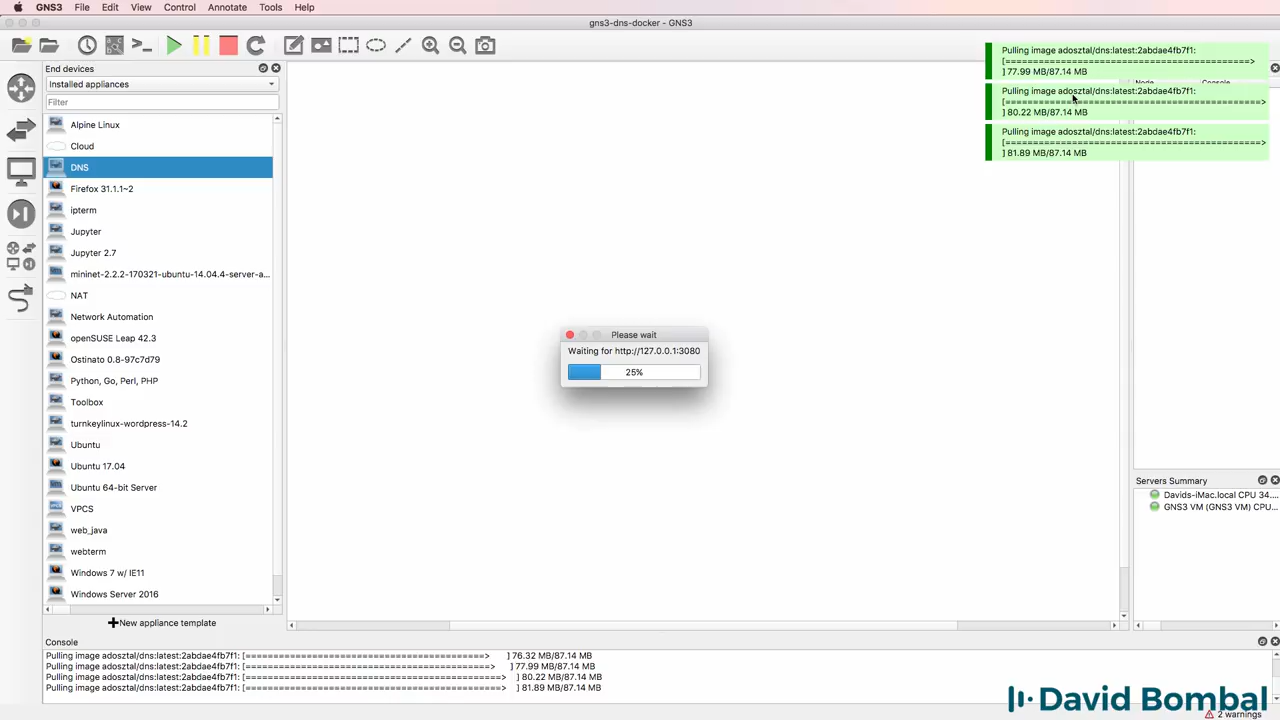 GNS3 File Edit View Control Annotate Tools Help
gns3-dns-docker - GNS3
End devices
Installed appliances
Filter
Alpine Linux
Cloud
DNS
Firefox 31.1.1~2
ipterm
Jupyter
Jupyter 2.7
mininet-2.2.2-170321-ubuntu-14.04.4-server-a...
NAT
Network Automation
openSUSE Leap 42.3
Ostinato 0.8-97c7d79
Python, Go, Perl, PHP
Toolbox
turnkeylinux-wordpress-14.2
Ubuntu
Ubuntu 17.04
Ubuntu 64-bit Server
VPCS
web_java
webterm
Windows 7 w/ IE11
Windows Server 2016
New appliance template
Please wait
Waiting for http://127.0.0.1:3080
25%
Pulling image adosztal/dns:latest:2abdae4fb7f1:
[============================================>
] 77.99 MB/87.14 MB
Pulling image adosztal/dns:latest:2abdae4fb7f1:
[==============================================>
] 80.22 MB/87.14 MB
Pulling image adosztal/dns:latest:2abdae4fb7f1:
[==============================================>
] 81.89 MB/87.14 MB
Node Console
Servers Summary
Davids-iMac.local CPU 34....
GNS3 VM (GNS3 VM) CPU...
Console
Pulling image adosztal/dns:latest:2abdae4fb7f1: [===========================================> ] 76.32 MB/87.14 MB
Pulling image adosztal/dns:latest:2abdae4fb7f1: [============================================> ] 77.99 MB/87.14 MB
Pulling image adosztal/dns:latest:2abdae4fb7f1: [==============================================> ] 80.22 MB/87.14 MB
Pulling image adosztal/dns:latest:2abdae4fb7f1: [==============================================> ] 81.89 MB/87.14 MB
David Bombal
2 warnings